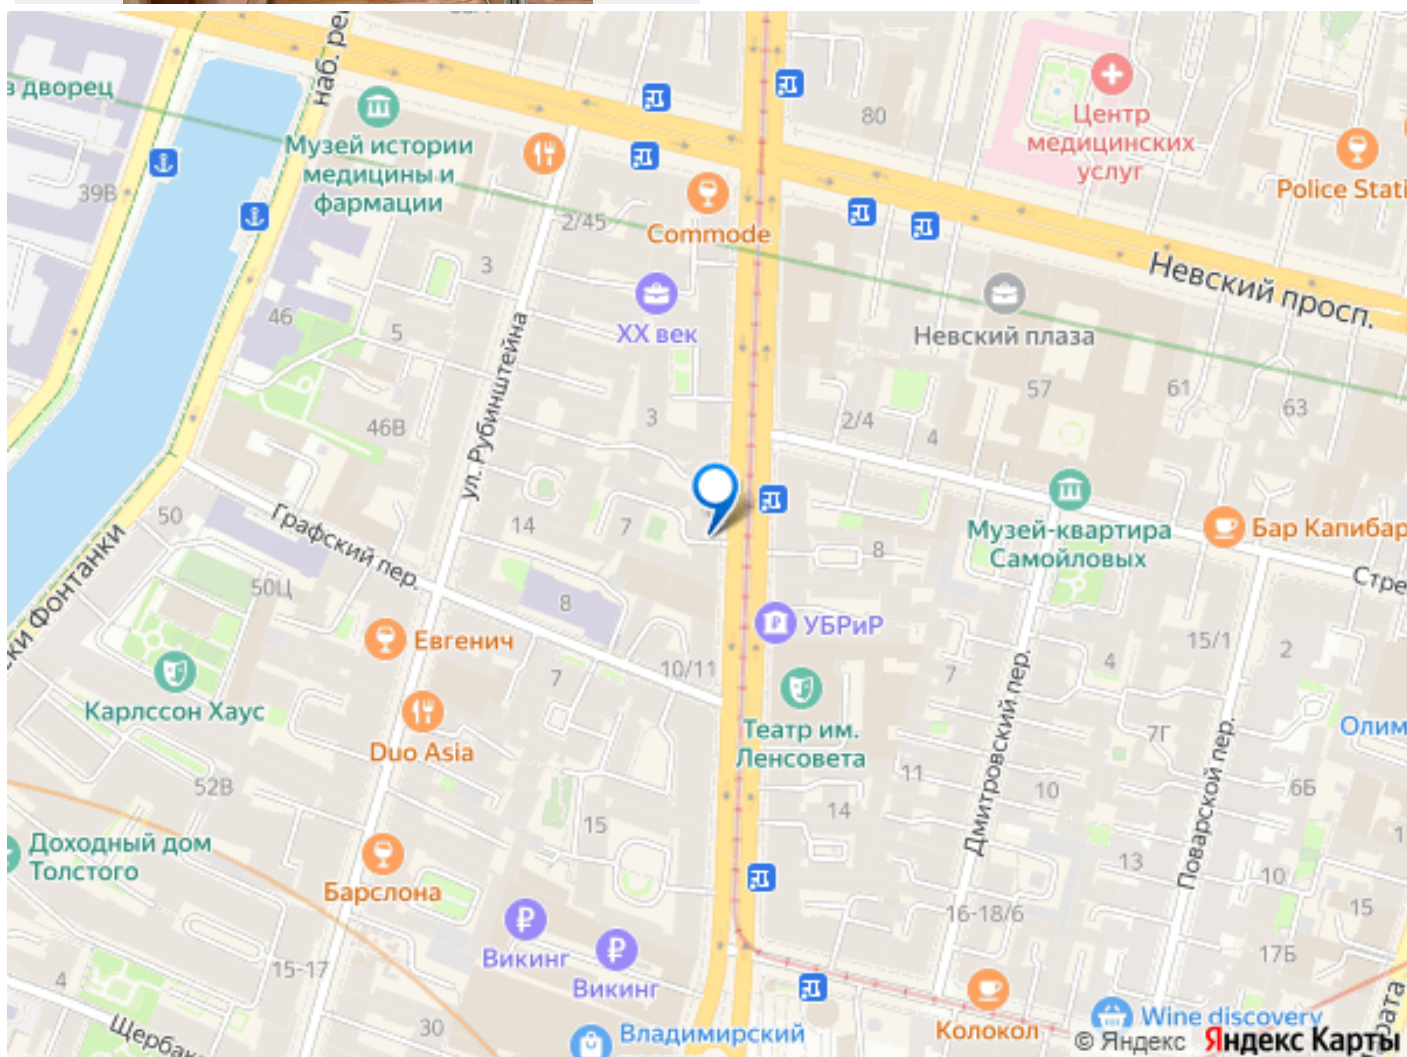 наб. ре
з дворец
Музей истории
медицины и
фармации
39В
2/45
Commode
80
Центр
медицинских
услуг
Police Stati
Невский просп.
3
46
5
XX век
Невский плаза
ул. Рубинштейна
46В
3
2/4
4
57
61
63
50
Графский пер.
14
7
8
Музей-квартира
Самойловых
Бар Капибар
Стре
ки Фонтанки
50Ц
8
Евгенич
УБРиР
10/11
7
Карлссон Хаус
Duo Asia
Театр им.
Ленсовета
7
Дмитровский пер.
4
15/1
2
7Г
Поварской пер.
Олим
52В
11
14
10
6Б
15
Доходный дом
Толстого
Барслона
13
10
1
15
16-18/6
17Б
Викинг
Викинг
15-17
4
Щербак
30
Владимирский
Колокол
Wine discovery
рата
© Яндекс Яндекс Карты